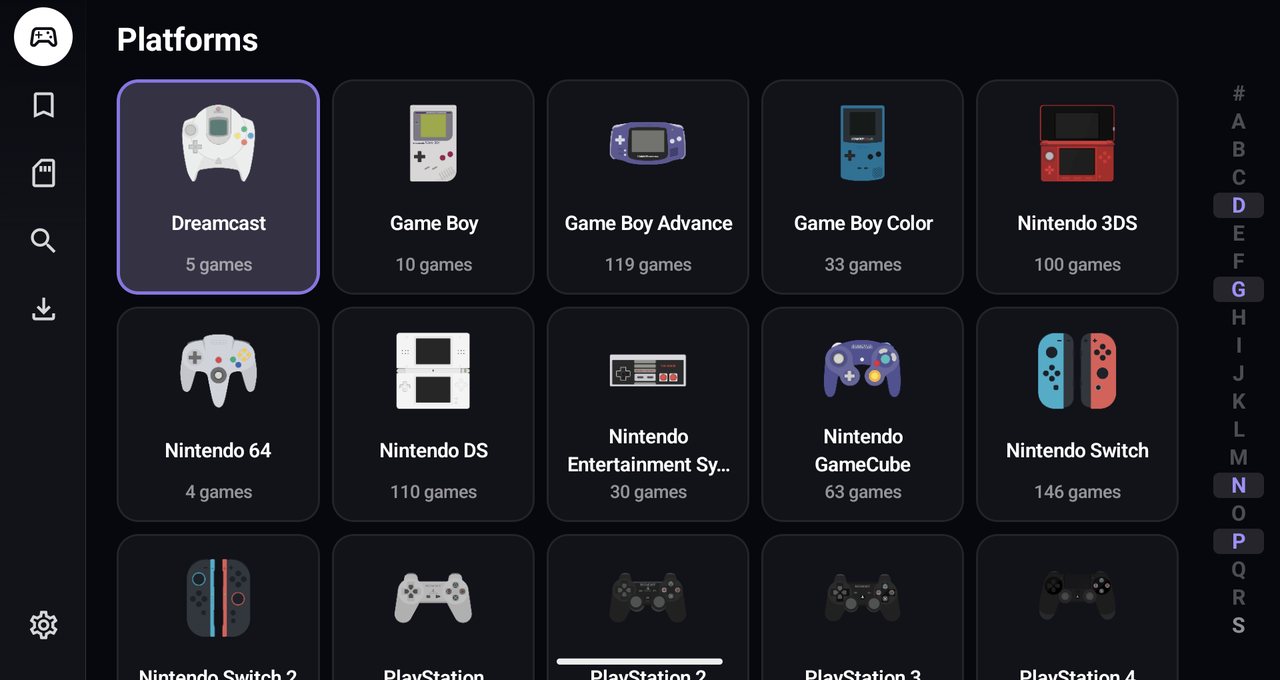 Platforms
Dreamcast
5 games
Game Boy
10 games
Game Boy Advance
119 games
Game Boy Color
33 games
Nintendo 3DS
100 games
Nintendo 64
4 games
Nintendo DS
110 games
Nintendo
Entertainment Sy...
30 games
Nintendo
GameCube
63 games
Nintendo Switch
146 games
Nintendo Switch 2
PlayStation
PlayStation 2
PlayStation 3
PlayStation 4
#
A
B
C
D
E
F
G
H
I
J
K
L
M
N
O
P
Q
R
S